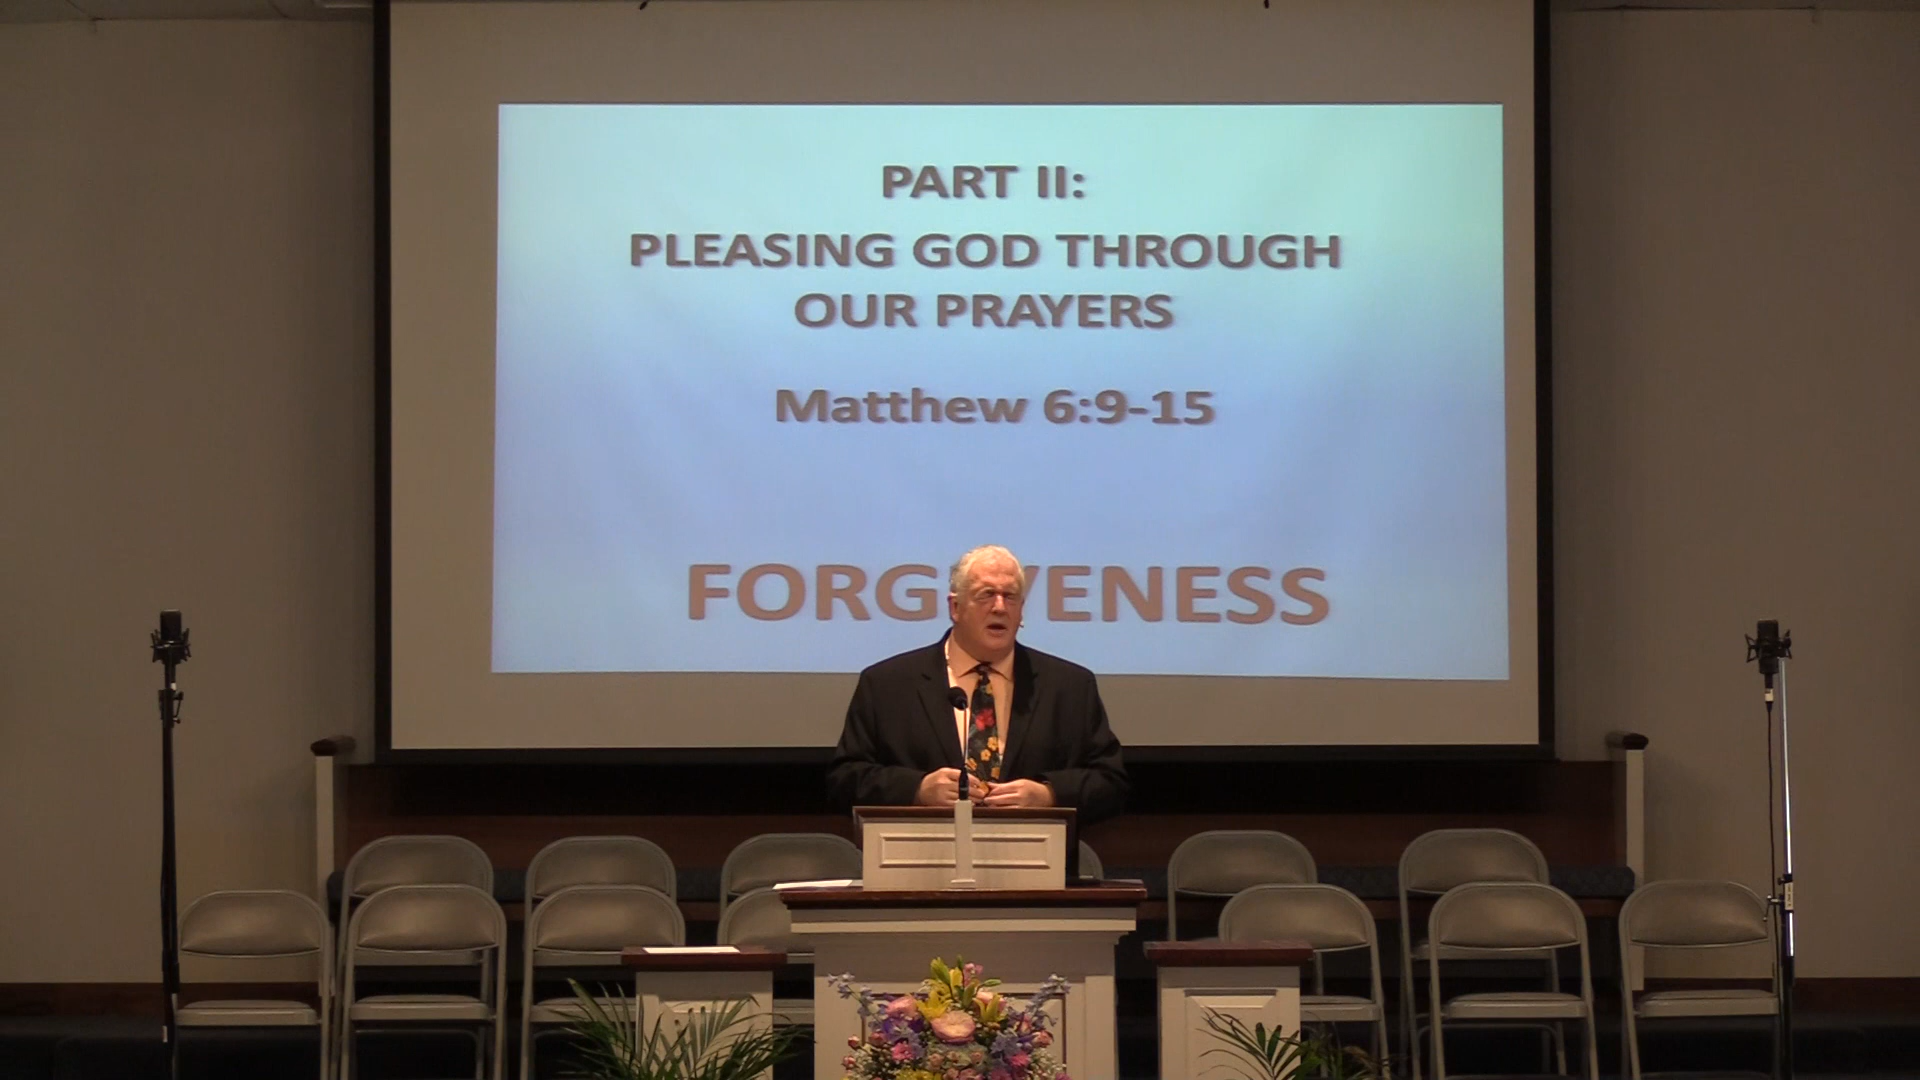 PART II:
PLEASING GOD THROUGH
OUR PRAYERS
Matthew 6:9-15
FORGIVENESS